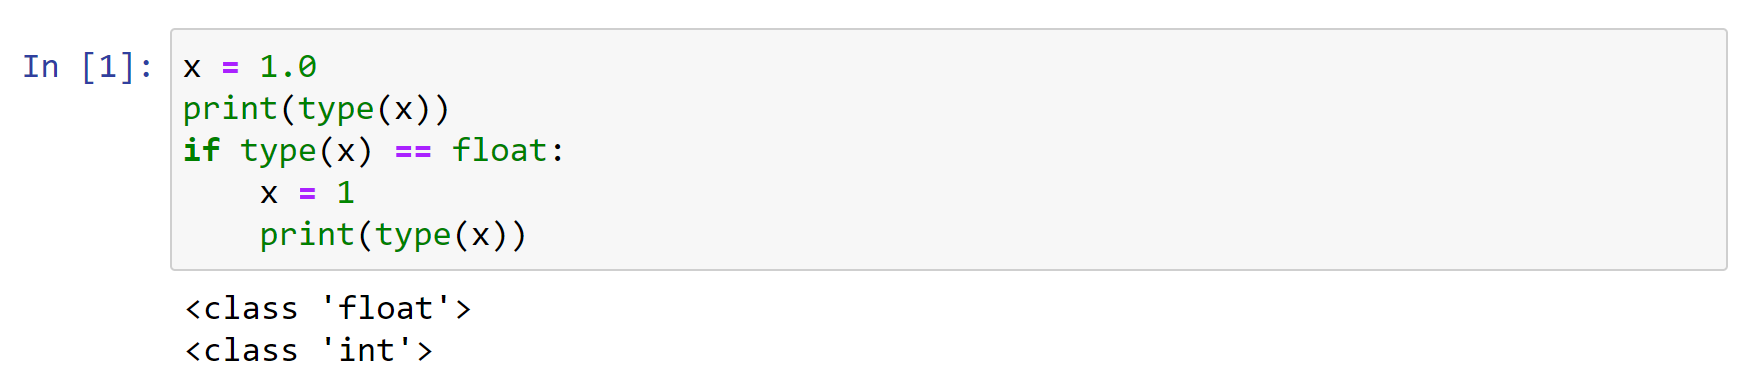 In [1]: x = 1.0
print(type(x))
if type(x) == float:
    x = 1
    print(type(x))
<class 'float'>
<class 'int'>